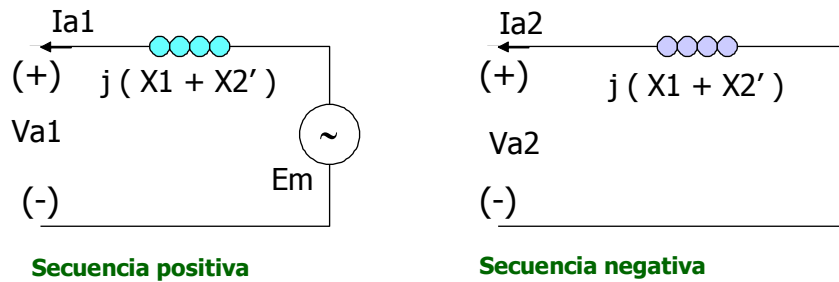 Ia1
(+)
j ( X1 + X2′ )
Va1
~
Em
(-)
Secuencia positiva
Ia2
(+)
j ( X1 + X2′ )
Va2
(-)
Secuencia negativa